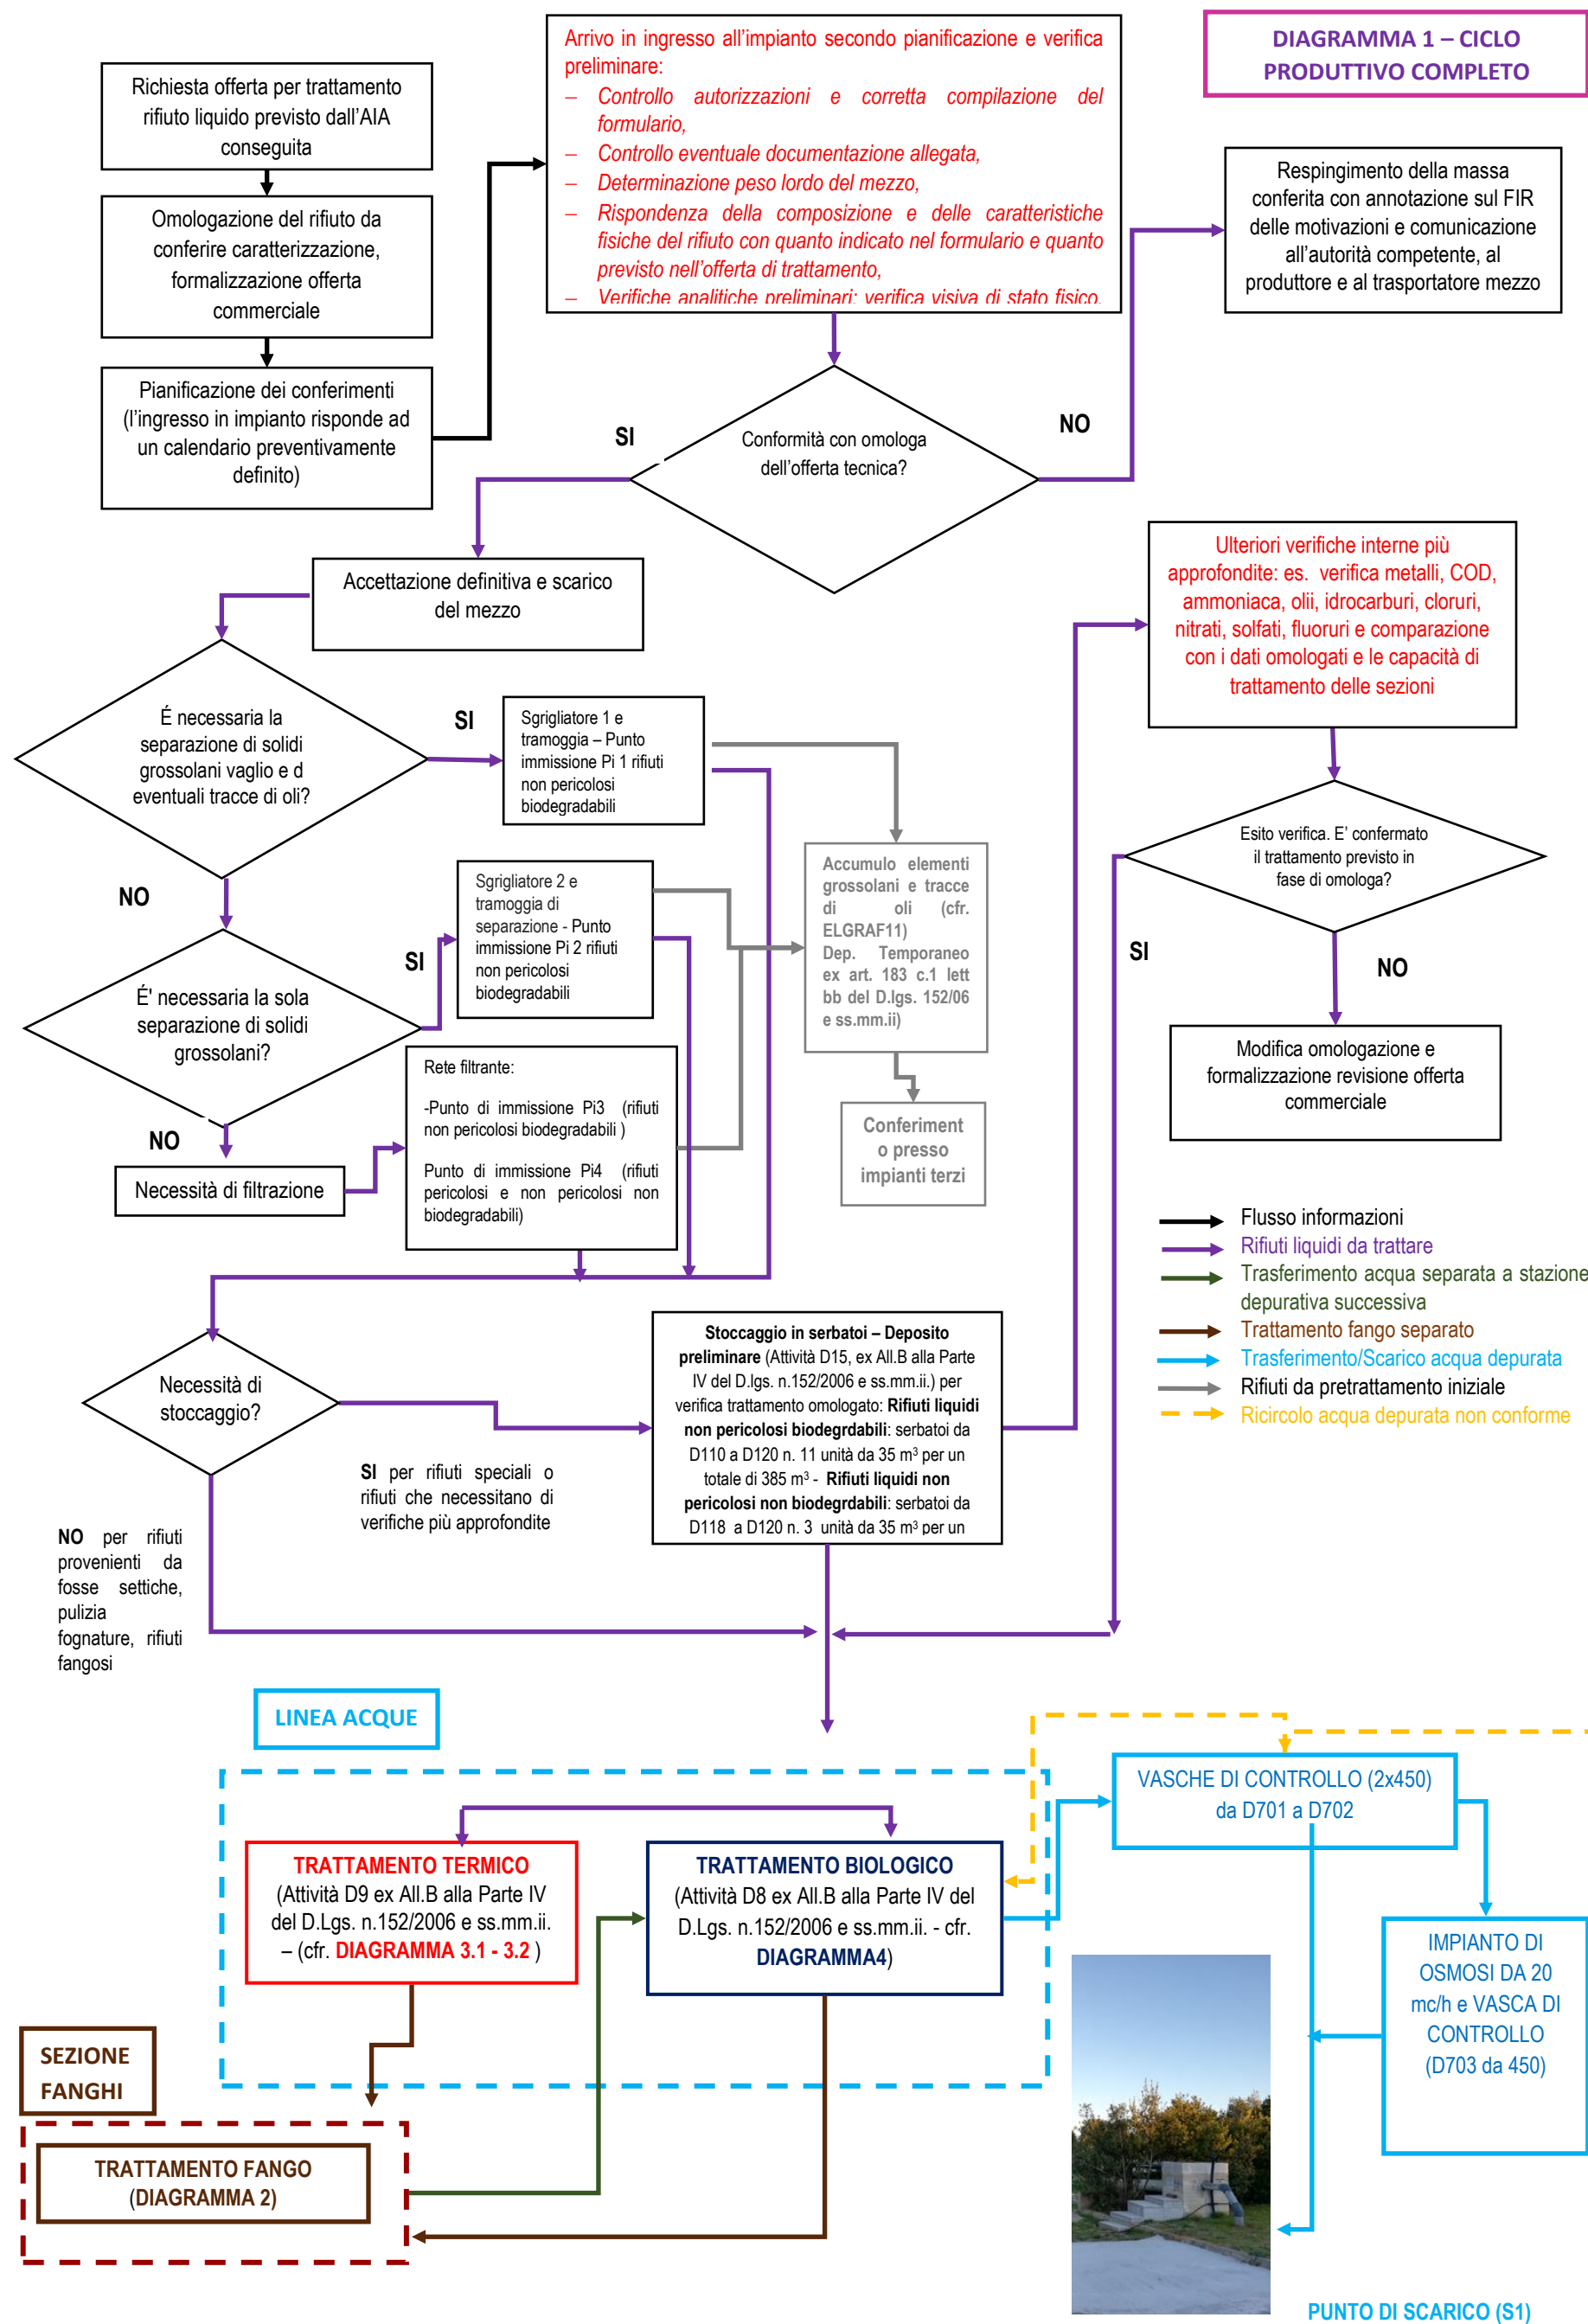 DIAGRAMMA 1 – CICLO
PRODUTTIVO COMPLETO
Richiesta offerta per trattamento
rifiuto liquido previsto dall'AIA
conseguita
Omologazione del rifiuto da
conferire caratterizzazione,
formalizzazione offerta
commerciale
Pianificazione dei conferimenti
(l'ingresso in impianto risponde ad
un calendario preventivamente
definito)
Arrivo in ingresso all'impianto secondo pianificazione e verifica
preliminare:
– Controllo autorizzazioni e corretta compilazione del
formulario,
– Controllo eventuale documentazione allegata,
– Determinazione peso lordo del mezzo,
– Rispondenza della composizione e delle caratteristiche
fisiche del rifiuto con quanto indicato nel formulario e quanto
previsto nell'offerta di trattamento,
– Verifiche analitiche preliminari: verifica visiva di stato fisico.
Respingimento della massa
conferita con annotazione sul FIR
delle motivazioni e comunicazione
all'autorità competente, al
produttore e al trasportatore mezzo
SI
Conformità con omologa
dell'offerta tecnica?
NO
Accettazione definitiva e scarico
del mezzo
Ulteriori verifiche interne più
approfondite: es. verifica metalli, COD,
ammoniaca, olii, idrocarburi, cloruri,
nitrati, solfati, fluoruri e comparazione
con i dati omologati e le capacità di
trattamento delle sezioni
É necessaria la
separazione di solidi
grossolani vaglio e d
eventuali tracce di oli?
SI
Sgrigliatore 1 e
tramoggia – Punto
immissione Pi 1 rifiuti
non pericolosi
biodegradabili
NO
Sgrigliatore 2 e
tramoggia di
separazione - Punto
immissione Pi 2 rifiuti
non pericolosi
biodegradabili
SI
Accumulo elementi
grossolani e tracce
di oli (cfr.
ELGRAF11)
Dep. Temporaneo
ex art. 183 c.1 lett
bb del D.lgs. 152/06
e ss.mm.ii)
Esito verifica. E' confermato
il trattamento previsto in
fase di omologa?
SI
NO
É' necessaria la sola
separazione di solidi
grossolani?
NO
Necessità di filtrazione
Rete filtrante:
-Punto di immissione Pi3 (rifiuti
non pericolosi biodegradabili )
Punto di immissione Pi4 (rifiuti
pericolosi e non pericolosi non
biodegradabili)
Conferiment
o presso
impianti terzi
Modifica omologazione e
formalizzazione revisione offerta
commerciale
Flusso informazioni
Rifiuti liquidi da trattare
Trasferimento acqua separata a stazione
depurativa successiva
Trattamento fango separato
Trasferimento/Scarico acqua depurata
Rifiuti da pretrattamento iniziale
Ricircolo acqua depurata non conforme
Necessità di
stoccaggio?
SI per rifiuti speciali o
rifiuti che necessitano di
verifiche più approfondite
NO per rifiuti
provenienti da
fosse settiche,
pulizia
fognature, rifiuti
fangosi
Stoccaggio in serbatoi – Deposito
preliminare (Attività D15, ex All.B alla Parte
IV del D.lgs. n.152/2006 e ss.mm.ii.) per
verifica trattamento omologato: Rifiuti liquidi
non pericolosi biodegrdabili: serbatoi da
D110 a D120 n. 11 unità da 35 m³ per un
totale di 385 m³ - Rifiuti liquidi non
pericolosi non biodegrdabili: serbatoi da
D118 a D120 n. 3 unità da 35 m³ per un
LINEA ACQUE
VASCHE DI CONTROLLO (2x450)
da D701 a D702
TRATTAMENTO TERMICO
(Attività D9 ex All.B alla Parte IV
del D.Lgs. n.152/2006 e ss.mm.ii.
– (cfr. DIAGRAMMA 3.1 - 3.2 )
TRATTAMENTO BIOLOGICO
(Attività D8 ex All.B alla Parte IV del
D.Lgs. n.152/2006 e ss.mm.ii. - cfr.
DIAGRAMMA4)
IMPIANTO DI
OSMOSI DA 20
mc/h e VASCA DI
CONTROLLO
(D703 da 450)
SEZIONE
FANGHI
TRATTAMENTO FANGO
(DIAGRAMMA 2)
PUNTO DI SCARICO (S1)